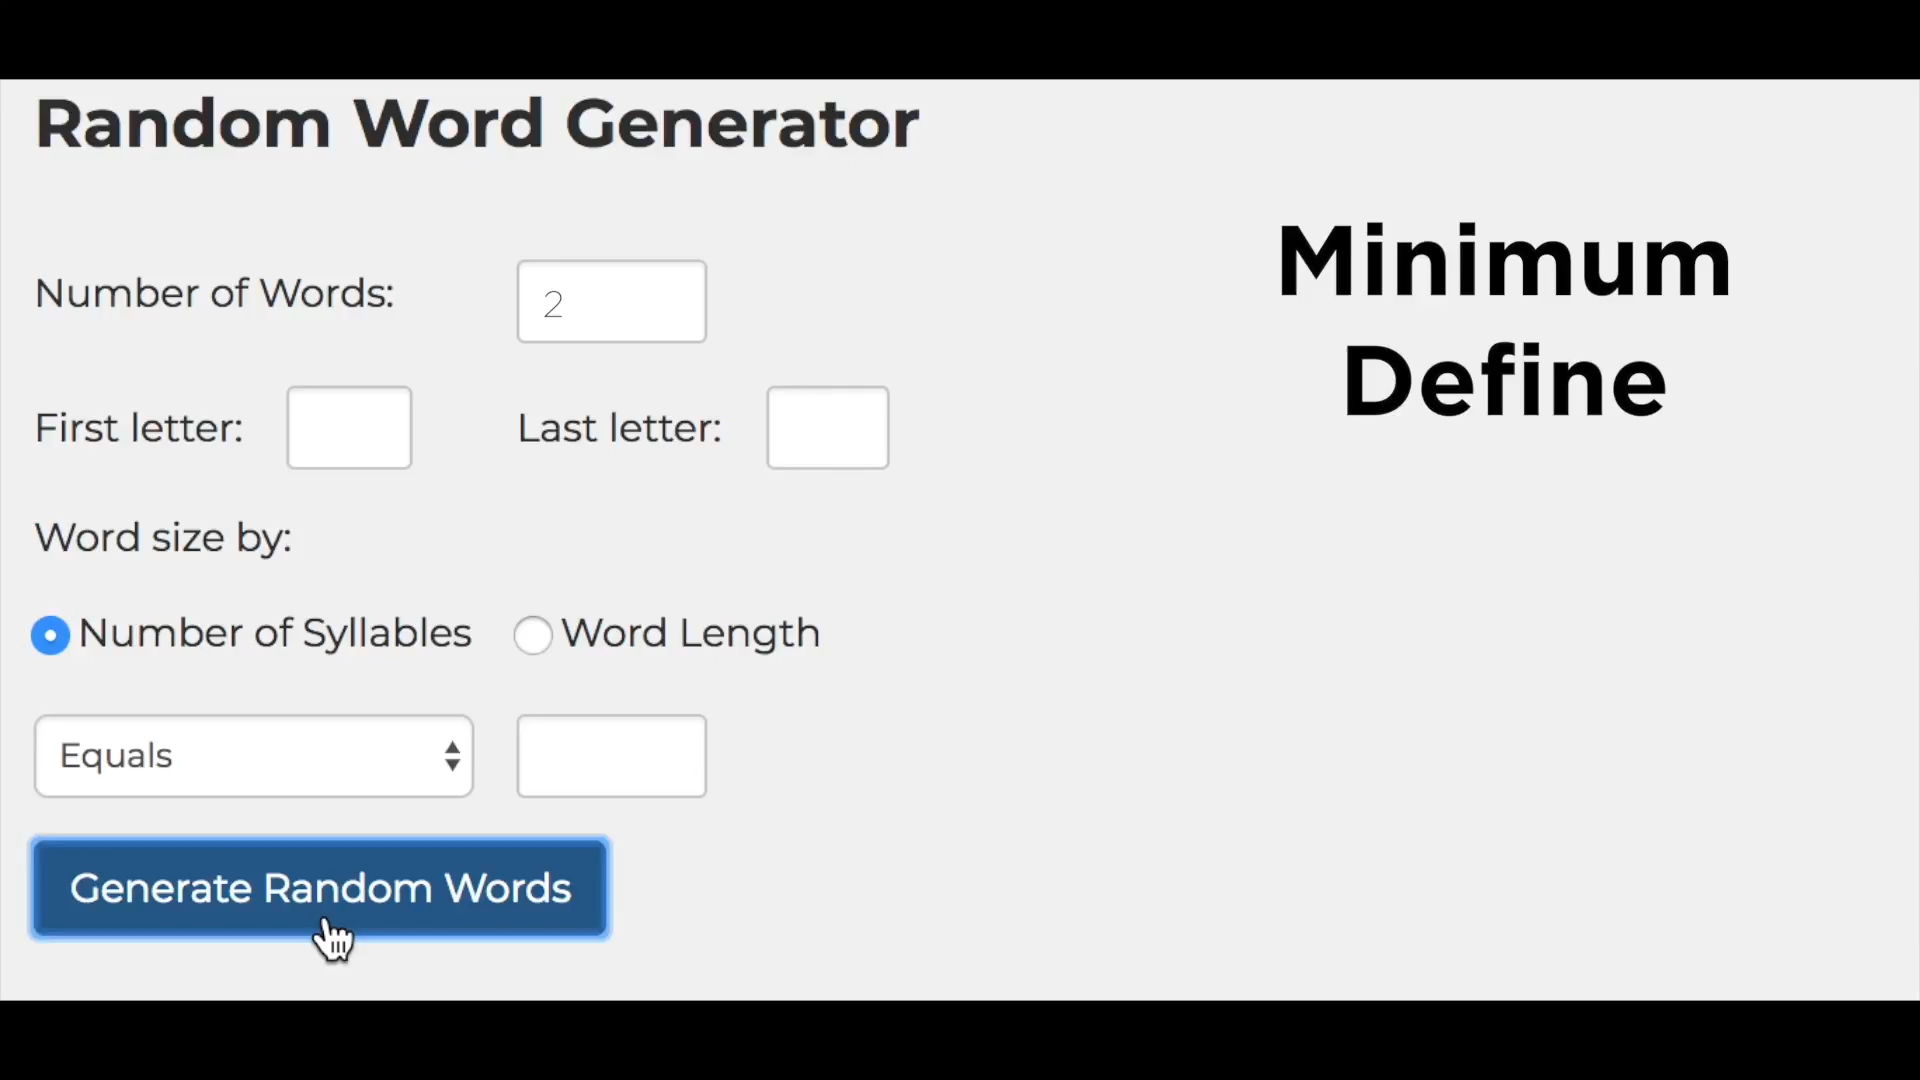 Random Word Generator
Number of Words: 2
First letter: Last letter:
Word size by:
Number of Syllables Word Length
Equals
Generate Random Words
Minimum
Define